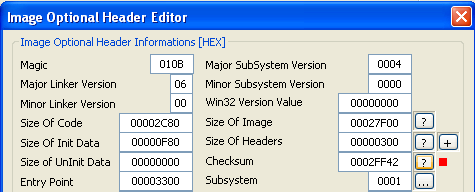 Image Optional Header Editor
Image Optional Header Informations [HEX]
Magic 010B Major SubSystem Version 0004
Major Linker Version 06 Minor Subsystem Version 0000
Minor Linker Version 00 Win32 Version Value 00000000
Size Of Code 00002C80 Size Of Image 00027F00 ?
Size Of Init Data 00000F80 Size Of Headers 00000300 ? +
Size of UnInit Data 00000000 Checksum 0002FF42 ?
Entry Point 00003300 Subsystem 0001 ...